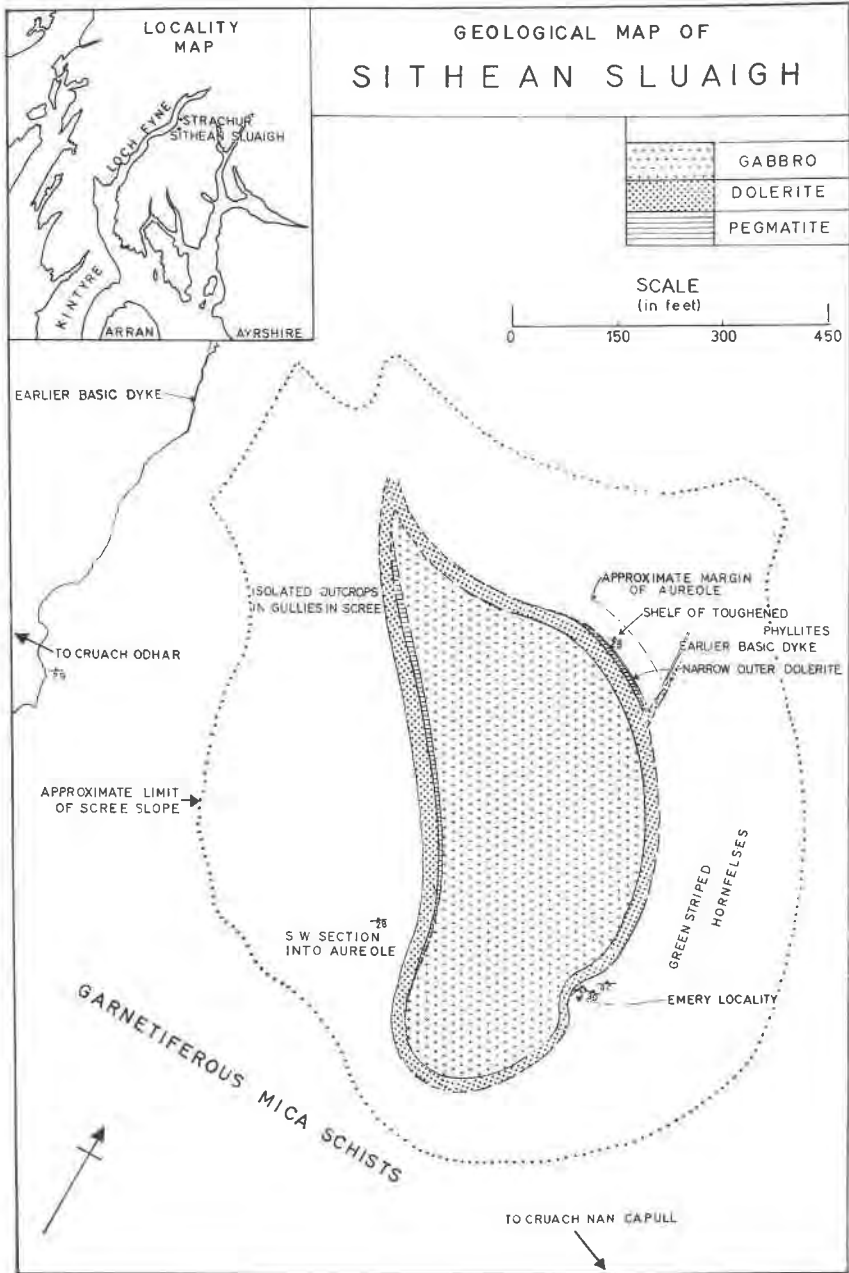 LOCALITY
MAP
LOCH FYNE
STRACHUR
SITHEAN SLUAIGH
KINTYRE
ARRAN
AYRSHIRE
GEOLOGICAL MAP OF
SITHEAN SLUAIGH
GABBRO
DOLERITE
PEGMATITE
SCALE
(in feet)
0 150 300 450
EARLIER BASIC DYKE
ISOLATED OUTCROPS
IN GULLIES IN SCREE
APPROXIMATE MARGIN
OF AUREOLE
SHELF OF TOUGHENED
PHYLLITES
EARLIER BASIC DYKE
NARROW OUTER DOLERITE
TO CRUACH ODHAR
APPROXIMATE LIMIT
OF SCREE SLOPE
GREEN STRIPED
HORNFELSES
28
S W SECTION
INTO AUREOLE
EMERY LOCALITY
GARNETIFEROUS MICA SCHISTS
TO CRUACH NAN CAPULL